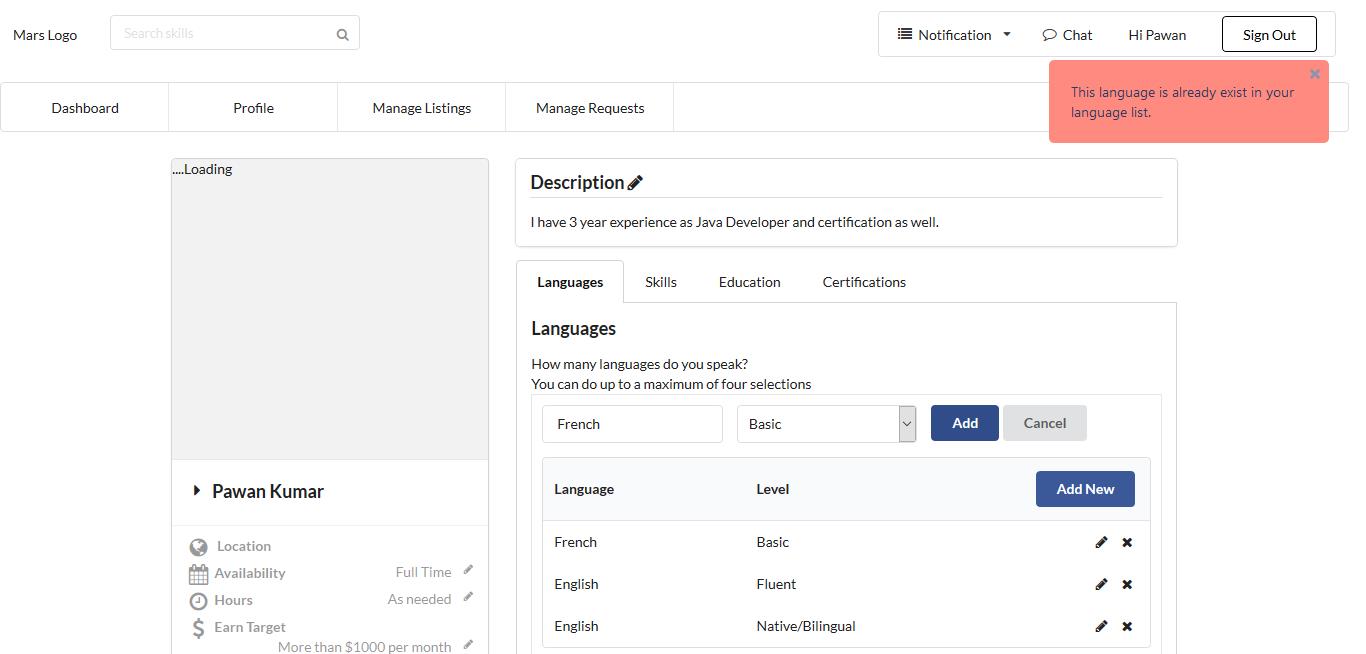 Mars Logo
Search skills
Notification
Chat
Hi Pawan
Sign Out
This language is already exist in your
language list.
Dashboard
Profile
Manage Listings
Manage Requests
....Loading
Description
I have 3 year experience as Java Developer and certification as well.
Languages
Skills
Education
Certifications
Languages
How many languages do you speak?
You can do up to a maximum of four selections
French
Basic
Add
Cancel
Language
Level
Add New
French
Basic
English
Fluent
English
Native/Bilingual
Pawan Kumar
Location
Availability
Full Time
Hours
As needed
Earn Target
More than $1000 per month